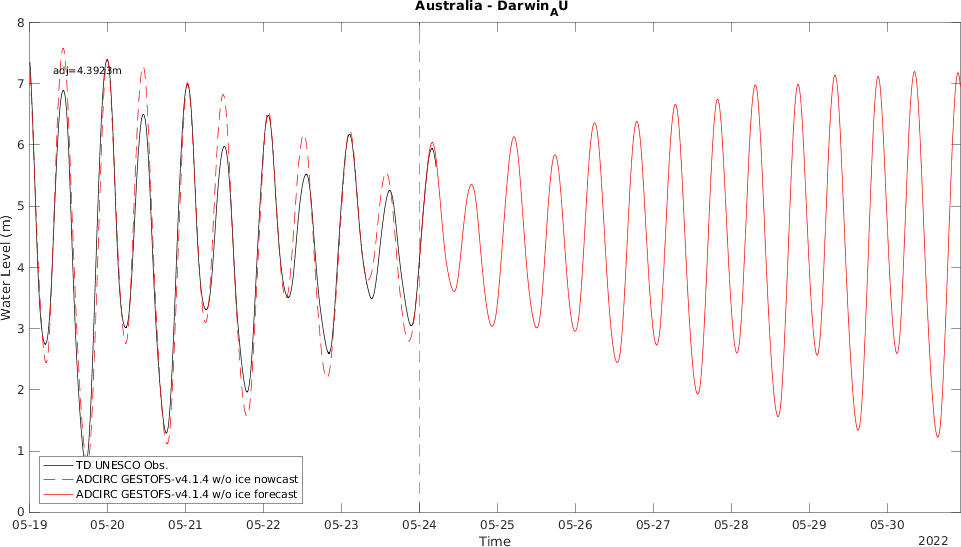 Australia - Darwin_AU
adj=4.3923m
Water Level (m)
8
7
6
5
4
3
2
1
0
TD UNESCO Obs.
ADCIRC GESTOFS-v4.1.4 w/o ice nowcast
ADCIRC GESTOFS-v4.1.4 w/o ice forecast
05-19 05-20 05-21 05-22 05-23 05-24 05-25 05-26 05-27 05-28 05-29 05-30
Time
2022